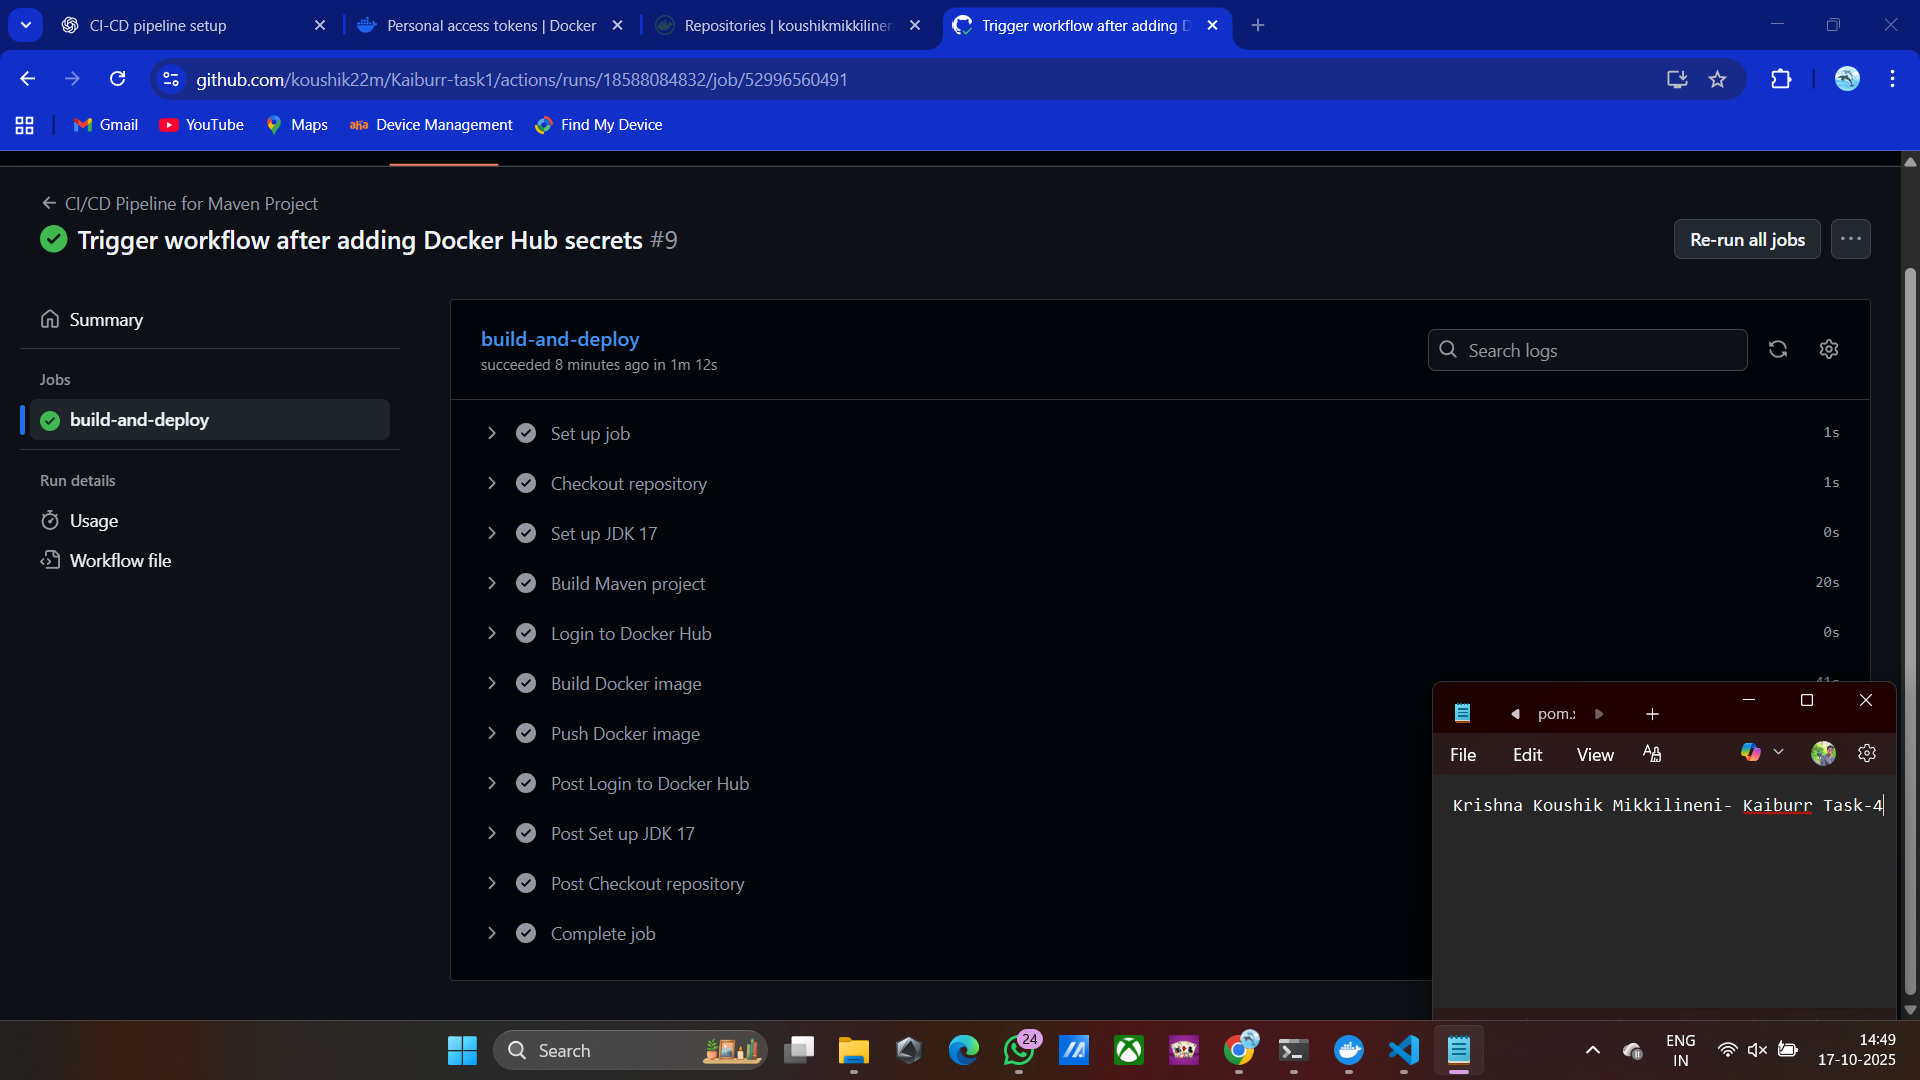 CI-CD pipeline setup
Personal access tokens | Docker
Repositories | koushikmikkilinen
Trigger workflow after adding D
github.com/koushik22m/Kaiburr-task1/actions/runs/18588084832/job/52996560491
Gmail
YouTube
Maps
aha Device Management
Find My Device
CI/CD Pipeline for Maven Project
Trigger workflow after adding Docker Hub secrets #9
Re-run all jobs
Summary
Jobs
build-and-deploy
Run details
Usage
Workflow file
build-and-deploy
succeeded 8 minutes ago in 1m 12s
Search logs
Set up job 1s
Checkout repository 1s
Set up JDK 17 0s
Build Maven project 20s
Login to Docker Hub 0s
Build Docker image 41s
Push Docker image
Post Login to Docker Hub
Post Set up JDK 17
Post Checkout repository
Complete job
pom.x
File Edit View
Krishna Koushik Mikkilineni- Kaiburr Task-4
Search
24
ENG
IN
14:49
17-10-2025